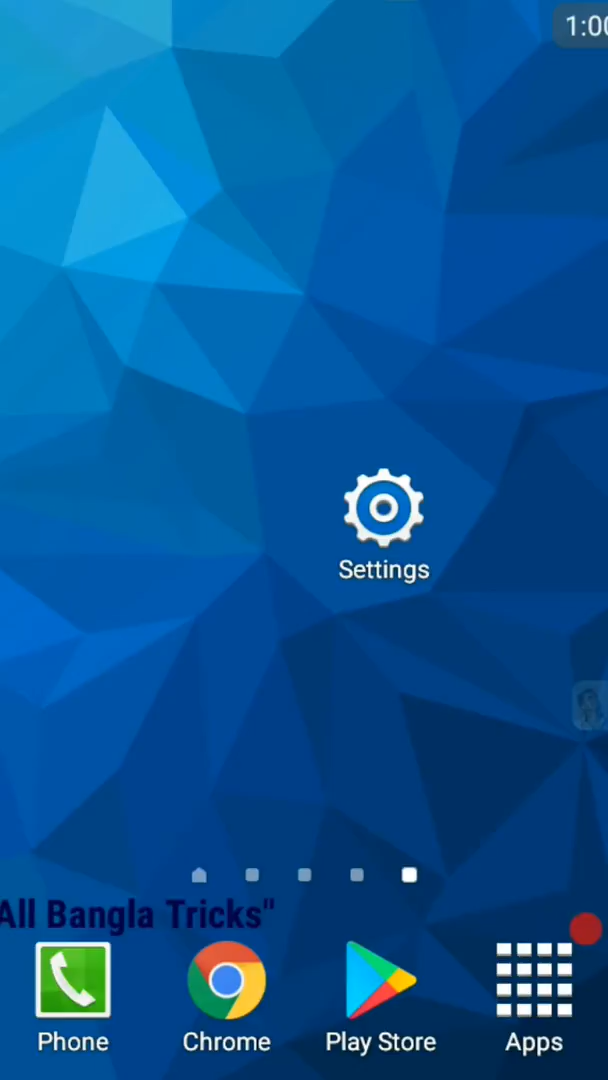 1:00
Settings
All Bangla Tricks"
Phone
Chrome
Play Store
Apps